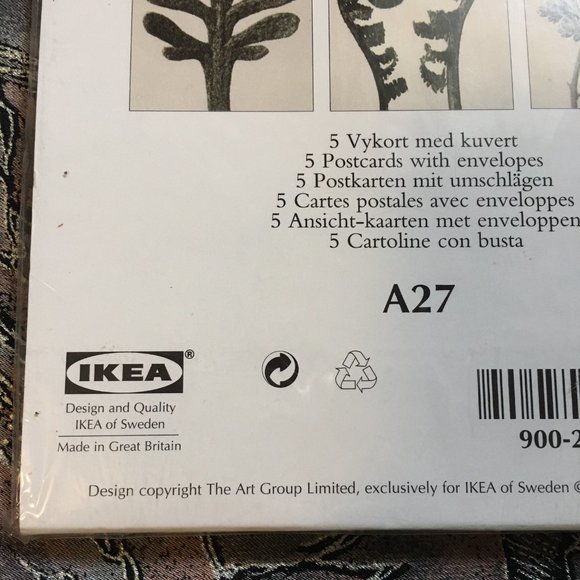 5 Vykort med kuvert
5 Postcards with envelopes
5 Postkarten mit umschlägen
5 Cartes postales avec enveloppes
5 Ansicht-kaarten met enveloppen
5 Cartoline con busta
A27
IKEA®
Design and Quality
IKEA of Sweden
Made in Great Britain
900-2
Design copyright The Art Group Limited, exclusively for IKEA of Sweden ©